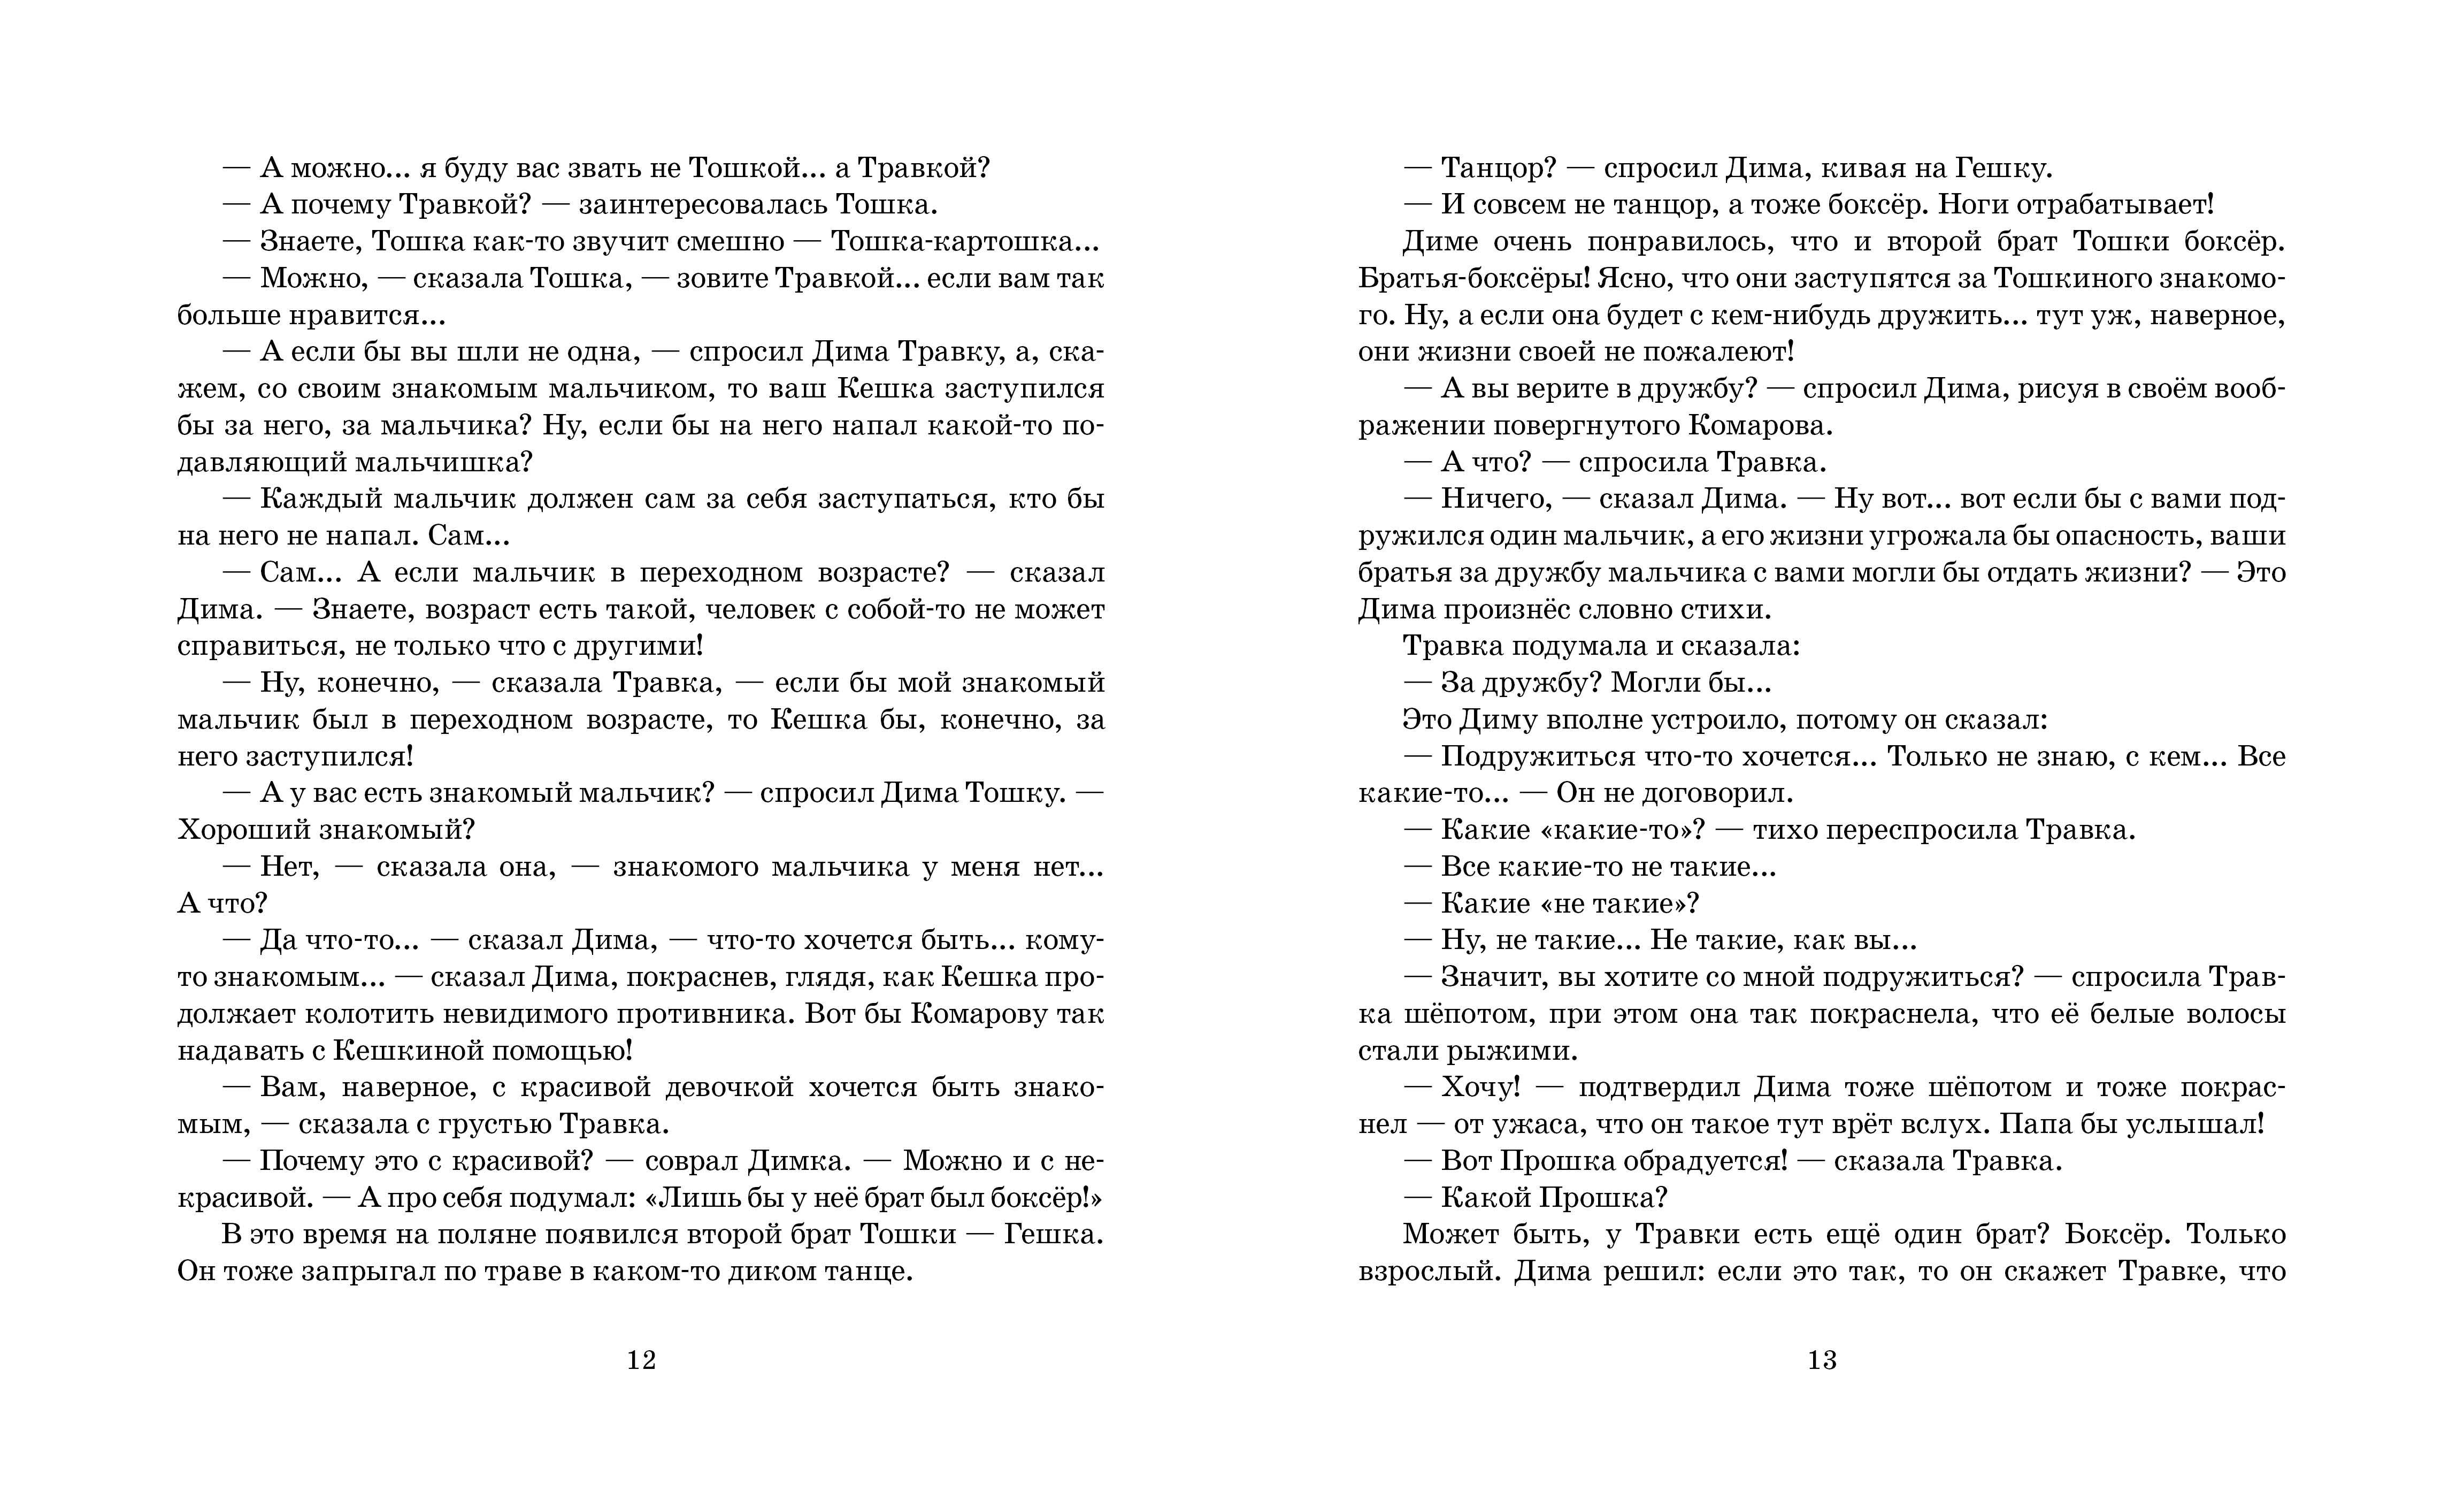 — А можно... я буду вас звать не Тошкой... а Травкой?
— А почему Травкой? — заинтересовалась Тошка.
— Знаете, Тошка как-то звучит смешно — Тошка-картошка...
— Можно, — сказала Тошка, — зовите Травкой... если вам так
больше нравится...
— А если бы вы шли не одна, — спросил Дима Травку, а, ска-
жем, со своим знакомым мальчиком, то ваш Кешка заступился
бы за него, за мальчика? Ну, если бы на него напал какой-то по-
давляющий мальчишка?
— Каждый мальчик должен сам за себя заступаться, кто бы
на него не напал. Сам...
— Сам... А если мальчик в переходном возрасте? — сказал
Дима. — Знаете, возраст есть такой, человек с собой-то не может
справиться, не только что с другими!
— Ну, конечно, — сказала Травка, — если бы мой знакомый
мальчик был в переходном возрасте, то Кешка бы, конечно, за
него заступился!
— А у вас есть знакомый мальчик? — спросил Дима Тошку. —
Хороший знакомый?
— Нет, — сказала она, — знакомого мальчика у меня нет...
А что?
— Да что-то... — сказал Дима, — что-то хочется быть... кому-
то знакомым... — сказал Дима, покраснев, глядя, как Кешка про-
должает колотить невидимого противника. Вот бы Комарову так
надавать с Кешкиной помощью!
— Вам, наверное, с красивой девочкой хочется быть знако-
мым, — сказала с грустью Травка.
— Почему это с красивой? — соврал Димка. — Можно и с не-
красивой. — А про себя подумал: «Лишь бы у неё брат был боксёр!»
В это время на поляне появился второй брат Тошки — Гешка.
Он тоже запрыгал по траве в каком-то диком танце.
12
— Танцор? — спросил Дима, кивая на Гешку.
— И совсем не танцор, а тоже боксёр. Ноги отрабатывает!
Диме очень понравилось, что и второй брат Тошки боксёр.
Братья-боксёры! Ясно, что они заступятся за Тошкиного знакомо-
го. Ну, а если она будет с кем-нибудь дружить... тут уж, наверное,
они жизни своей не пожалеют!
— А вы верите в дружбу? — спросил Дима, рисуя в своём вооб-
ражении повергнутого Комарова.
— А что? — спросила Травка.
— Ничего, — сказал Дима. — Ну вот... вот если бы с вами под-
ружился один мальчик, а его жизни угрожала бы опасность, ваши
братья за дружбу мальчика с вами могли бы отдать жизни? — Это
Дима произнёс словно стихи.
Травка подумала и сказала:
— За дружбу? Могли бы...
Это Диму вполне устроило, потому он сказал:
— Подружиться что-то хочется... Только не знаю, с кем... Все
какие-то... — Он не договорил.
— Какие «какие-то»? — тихо переспросила Травка.
— Все какие-то не такие...
— Какие «не такие»?
— Ну, не такие... Не такие, как вы...
— Значит, вы хотите со мной подружиться? — спросила Трав-
ка шёпотом, при этом она так покраснела, что её белые волосы
стали рыжими.
— Хочу! — подтвердил Дима тоже шёпотом и тоже покрас-
нел — от ужаса, что он такое тут врёт вслух. Папа бы услышал!
— Вот Прошка обрадуется! — сказала Травка.
— Какой Прошка?
Может быть, у Травки есть ещё один брат? Боксёр. Только
взрослый. Дима решил: если это так, то он скажет Травке, что
13